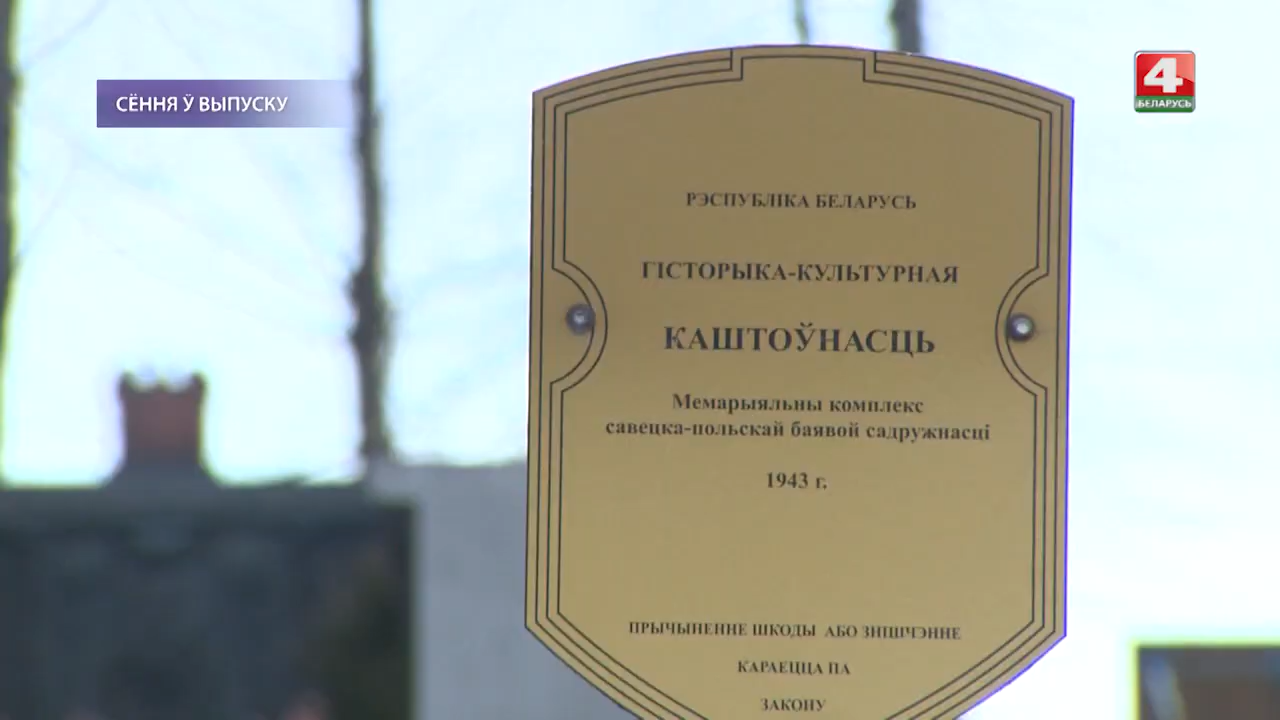 СЁННЯ Ў ВЫПУСКУ
4
БЕЛАРУСЬ
РЭСПУБЛІКА БЕЛАРУСЬ
ГІСТОРЫКА-КУЛЬТУРНАЯ
КАШТОЎНАСЦЬ
Мемарыяльны комплекс
савецка-польскай баявой садружнасці
1943 г.
ПРЫЧЫНЕННЕ ШКОДЫ АБО ЗНІШЧЭННЕ
КАРАЕЦЦА ПА
ЗАКОНУ